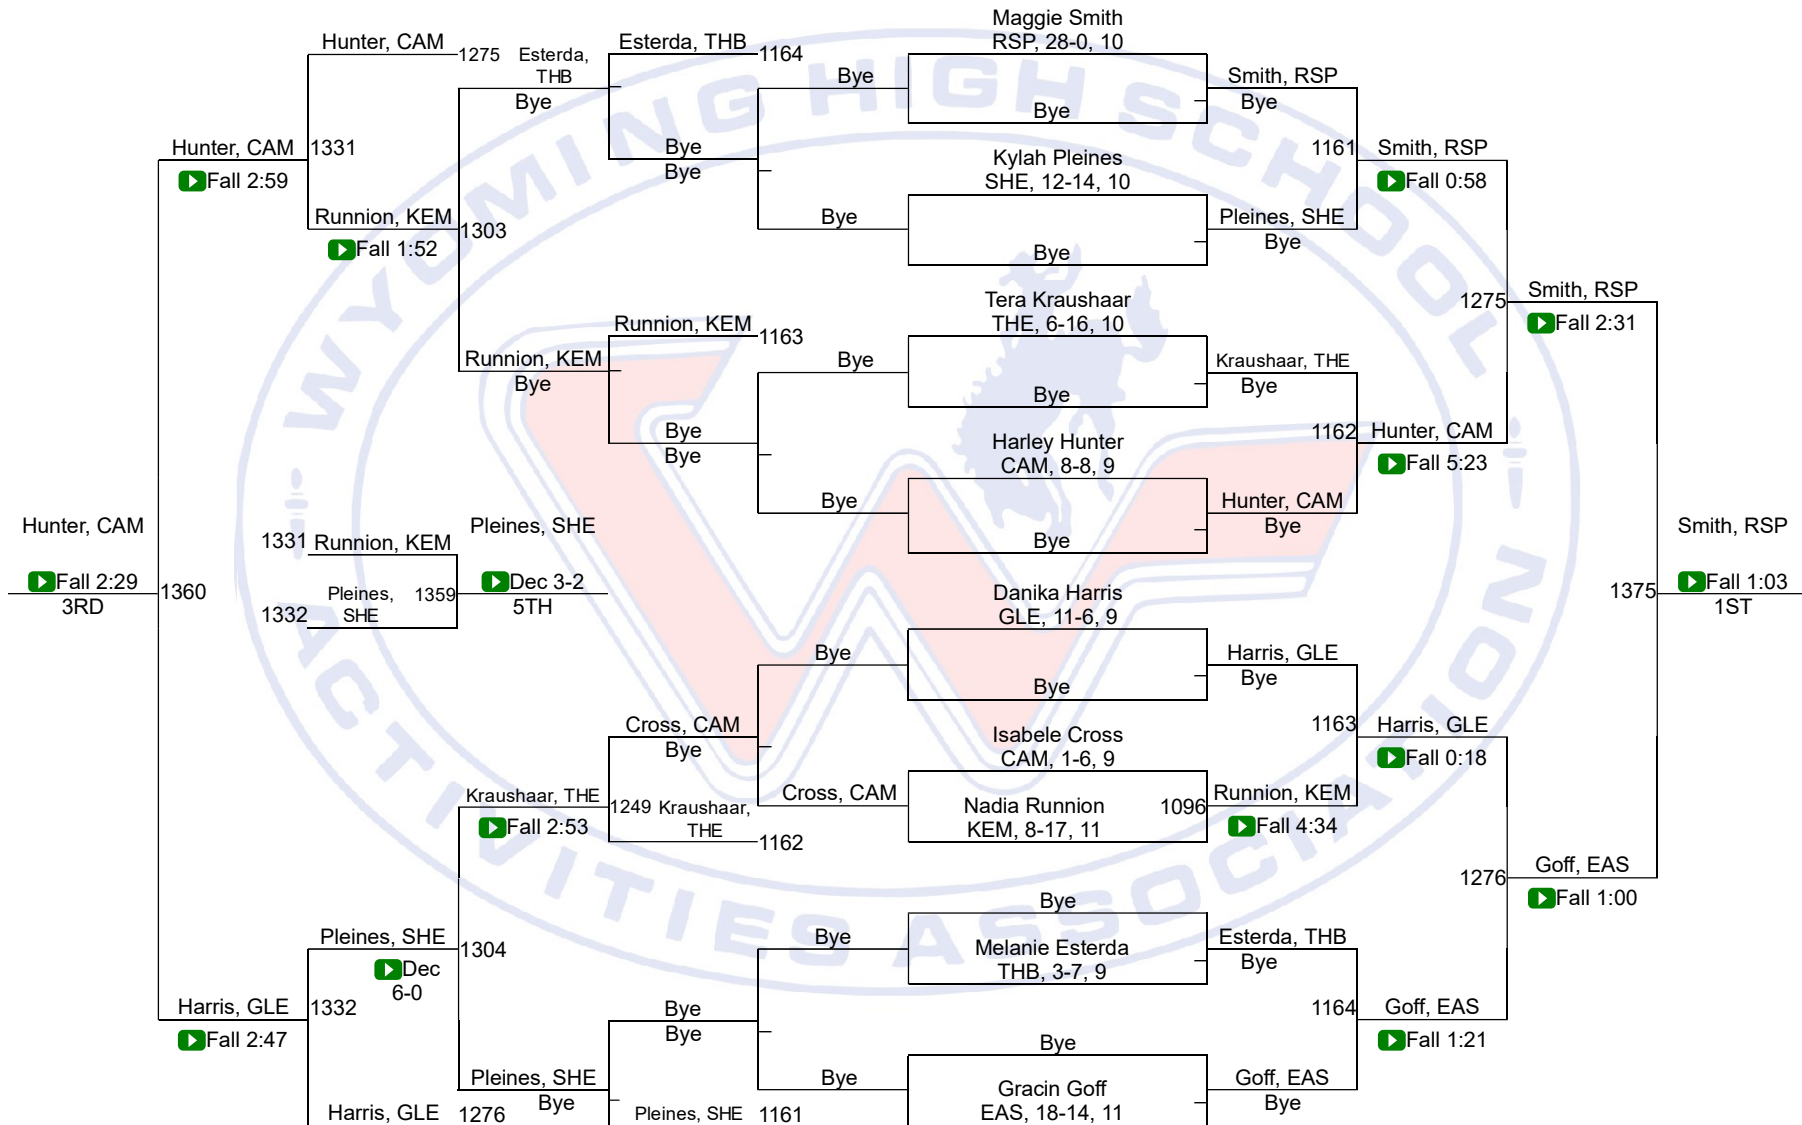 Maggie Smith
RSP, 28-0, 10
Hunter, CAM
1275
Esterda,
THB
Bye
Esterda, THB
1164
Bye
Bye
Smith, RSP
Bye
Hunter, CAM
1331
Fall 2:59
Bye
Bye
Kylah Pleines
SHE, 12-14, 10
1161
Smith, RSP
Fall 0:58
Runnion, KEM
1303
Fall 1:52
Bye
Bye
Pleines, SHE
Bye
Tera Kraushaar
THE, 6-16, 10
1275
Smith, RSP
Fall 2:31
Runnion, KEM
1163
Runnion, KEM
Bye
Bye
Bye
Kraushaar, THE
Bye
Bye
Bye
Harley Hunter
CAM, 8-8, 9
1162
Hunter, CAM
Fall 5:23
Bye
Bye
Hunter, CAM
Bye
Hunter, CAM
Fall 2:29
3RD
1360
1331
Runnion, KEM
Pleines,
SHE
1332
1359
Pleines, SHE
Dec 3-2
5TH
Smith, RSP
1375
Fall 1:03
1ST
Danika Harris
GLE, 11-6, 9
Bye
Bye
Harris, GLE
Bye
Cross, CAM
Bye
Isabele Cross
CAM, 1-6, 9
1163
Harris, GLE
Fall 0:18
Kraushaar, THE
Fall 2:53
1249
Kraushaar,
THE
1162
Cross, CAM
Nadia Runnion
KEM, 8-17, 11
1096
Runnion, KEM
Fall 4:34
1276
Goff, EAS
Fall 1:00
Pleines, SHE
1304
Dec
6-0
Bye
Bye
Melanie Esterda
THB, 3-7, 9
Esterda, THB
Bye
Harris, GLE
1332
Fall 2:47
Bye
Bye
1164
Goff, EAS
Fall 1:21
Pleines, SHE
Bye
Bye
Bye
Gracin Goff
EAS, 18-14, 11
Goff, EAS
Bye
Harris, GLE
1276
Pleines, SHE
1161
WYOMING HIGH SCHOOL
ACTIVITIES ASSOCIATION
W